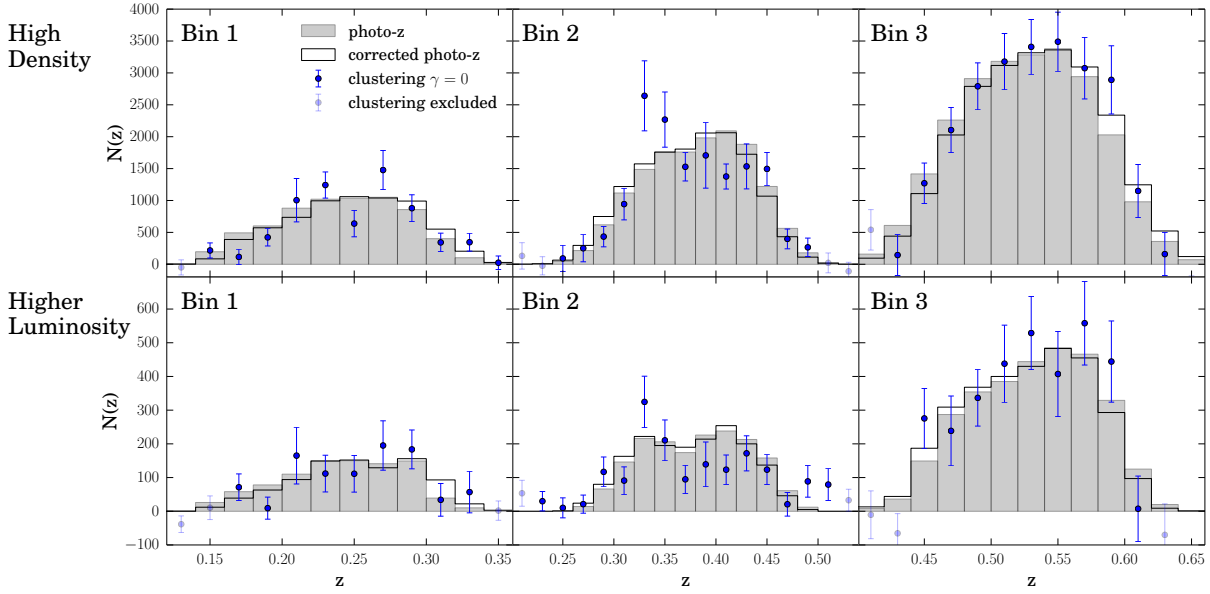 High
Density
Bin 1
Bin 2
Bin 3
photo-z
corrected photo-z
clustering γ = 0
clustering excluded
N(z)
4000
3500
3000
2500
2000
1500
1000
500
0
Higher
Luminosity
Bin 1
Bin 2
Bin 3
N(z)
600
500
400
300
200
100
0
−100
0.15 0.20 0.25 0.30 0.35
0.25 0.30 0.35 0.40 0.45 0.50
0.45 0.50 0.55 0.60 0.65
z z z